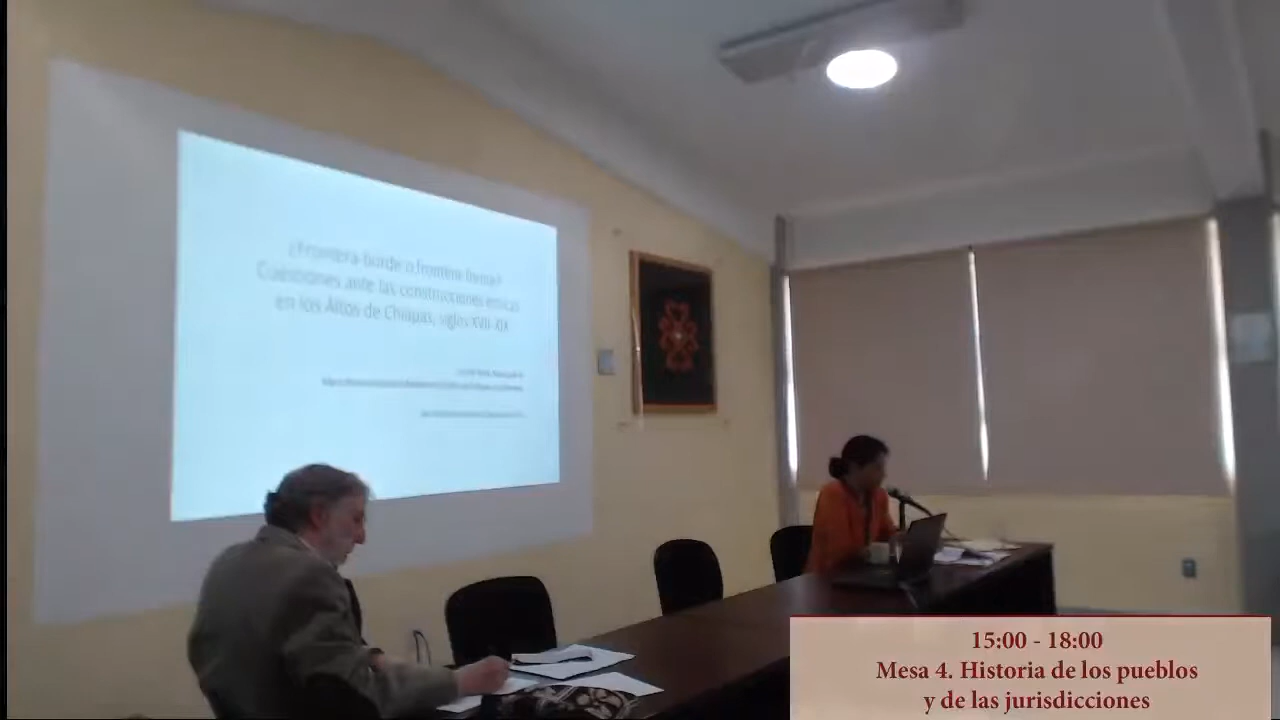 ¿Frontera-borde o frontera-frente?
Cuestiones ante las construcciones étnicas
en los Altos de Chiapas, siglos XVII-XIX
15:00 - 18:00
Mesa 4. Historia de los pueblos
y de las jurisdicciones